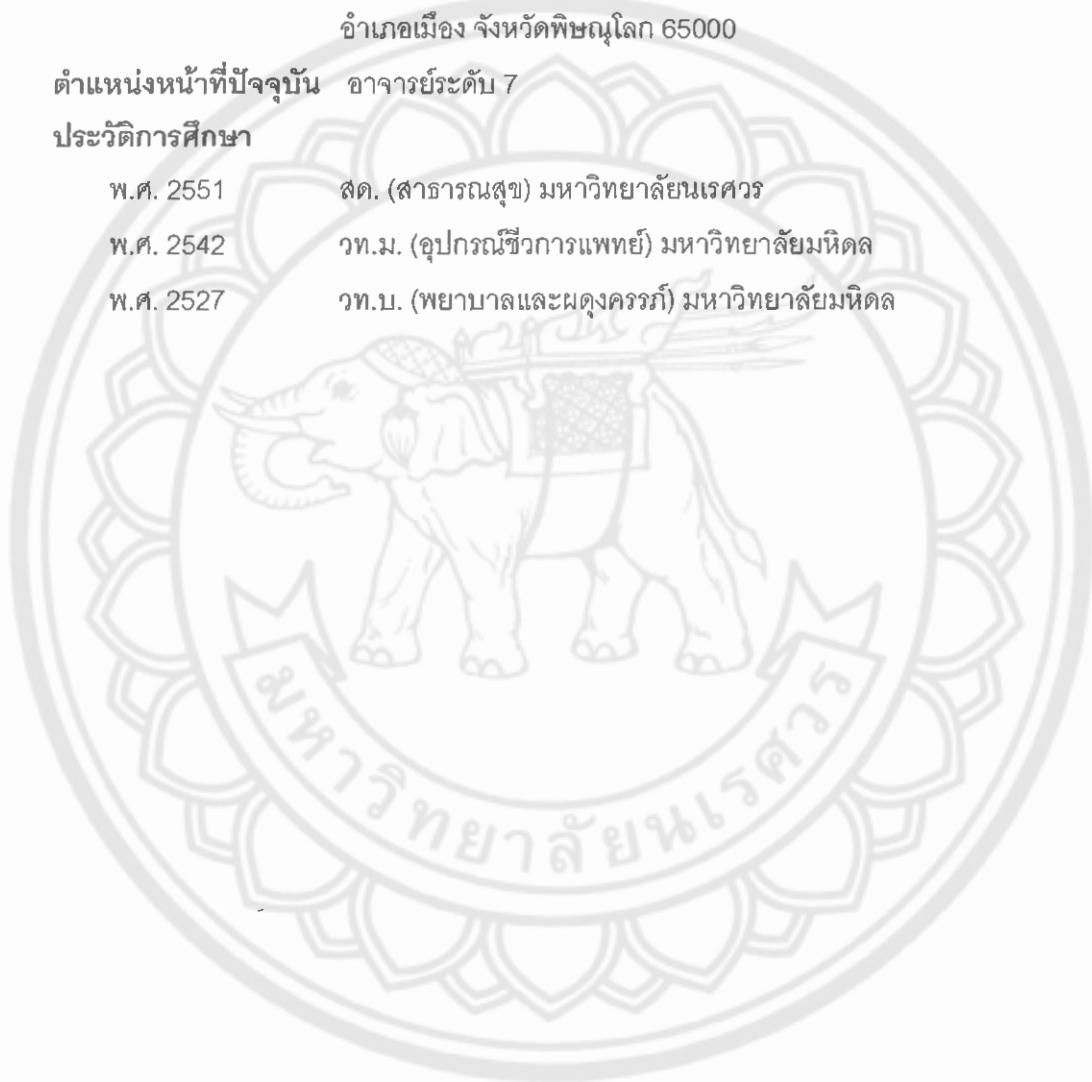 อำเภอเมือง จังหวัดพิษณุโลก 65000
ตำแหน่งหน้าที่ปัจจุบัน อาจารย์ระดับ 7
ประวัติการศึกษา
พ.ศ. 2551 สด. (สาธารณสุข) มหาวิทยาลัยนเรศวร
พ.ศ. 2542 วท.ม. (อุปกรณ์ชีวการแพทย์) มหาวิทยาลัยมหิดล
พ.ศ. 2527 วท.บ. (พยาบาลและผดุงครรภ์) มหาวิทยาลัยมหิดล
มหาวิทยาลัยนเรศวร